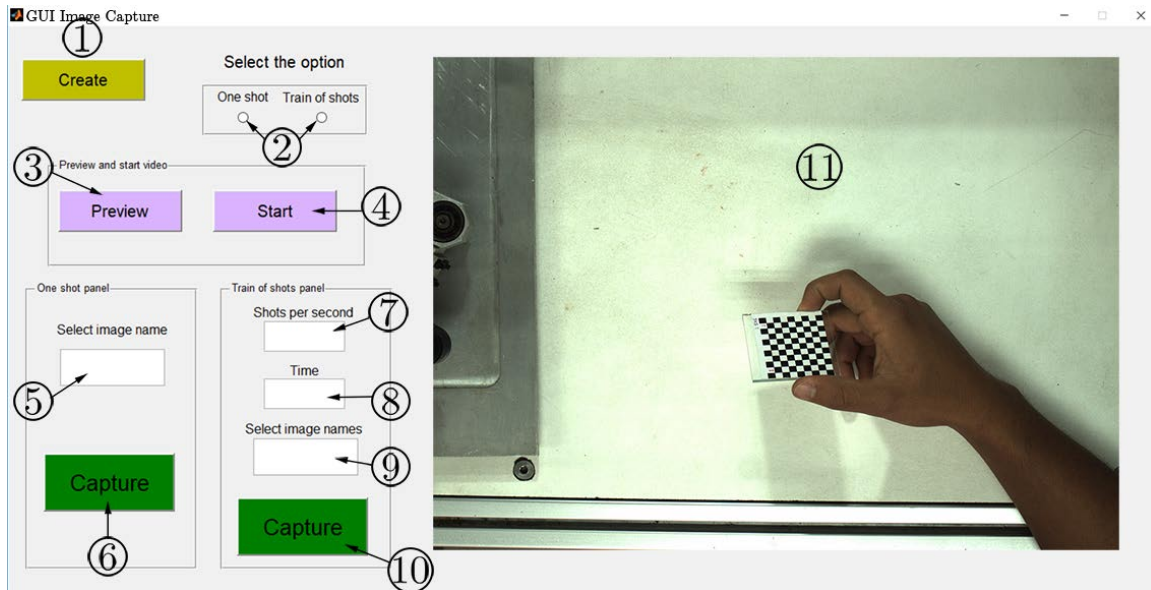 GUI Image Capture
1
Create
Select the option
One shot Train of shots
2
3
Preview and start video
Preview
Start
4
One shot panel
Select image name
5
Capture
6
Train of shots panel
Shots per second
7
Time
8
Select image names
9
Capture
10
11